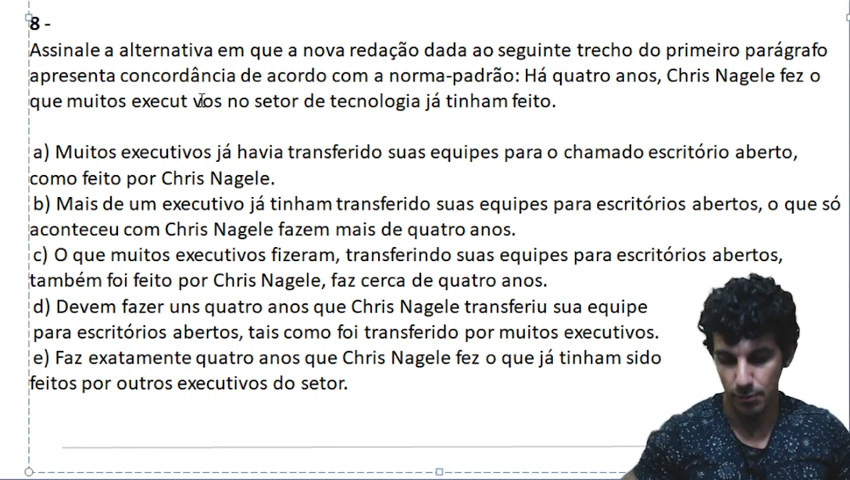 8 -
Assinale a alternativa em que a nova redação dada ao seguinte trecho do primeiro parágrafo
apresenta concordância de acordo com a norma-padrão: Há quatro anos, Chris Nagele fez o
que muitos execut vos no setor de tecnologia já tinham feito.
a) Muitos executivos já havia transferido suas equipes para o chamado escritório aberto,
como feito por Chris Nagele.
b) Mais de um executivo já tinham transferido suas equipes para escritórios abertos, o que só
aconteceu com Chris Nagele fazem mais de quatro anos.
c) O que muitos executivos fizeram, transferindo suas equipes para escritórios abertos,
também foi feito por Chris Nagele, faz cerca de quatro anos.
d) Devem fazer uns quatro anos que Chris Nagele transferiu sua equipe
para escritórios abertos, tais como foi transferido por muitos executivos.
e) Faz exatamente quatro anos que Chris Nagele fez o que já tinham sido
feitos por outros executivos do setor.